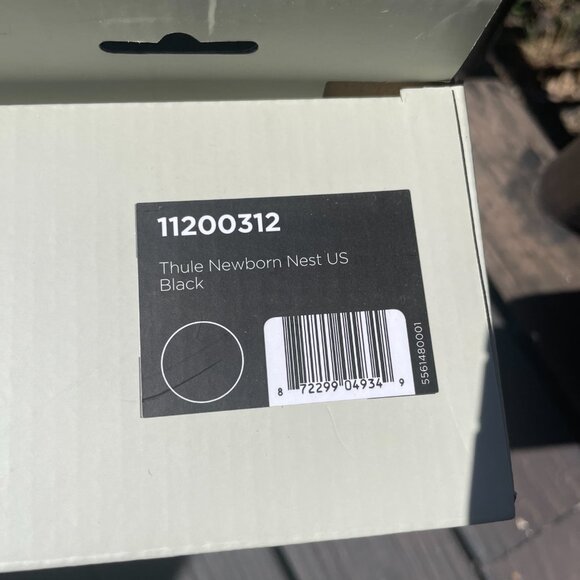 11200312
Thule Newborn Nest US
Black
8 72299 04934 9
5561480001